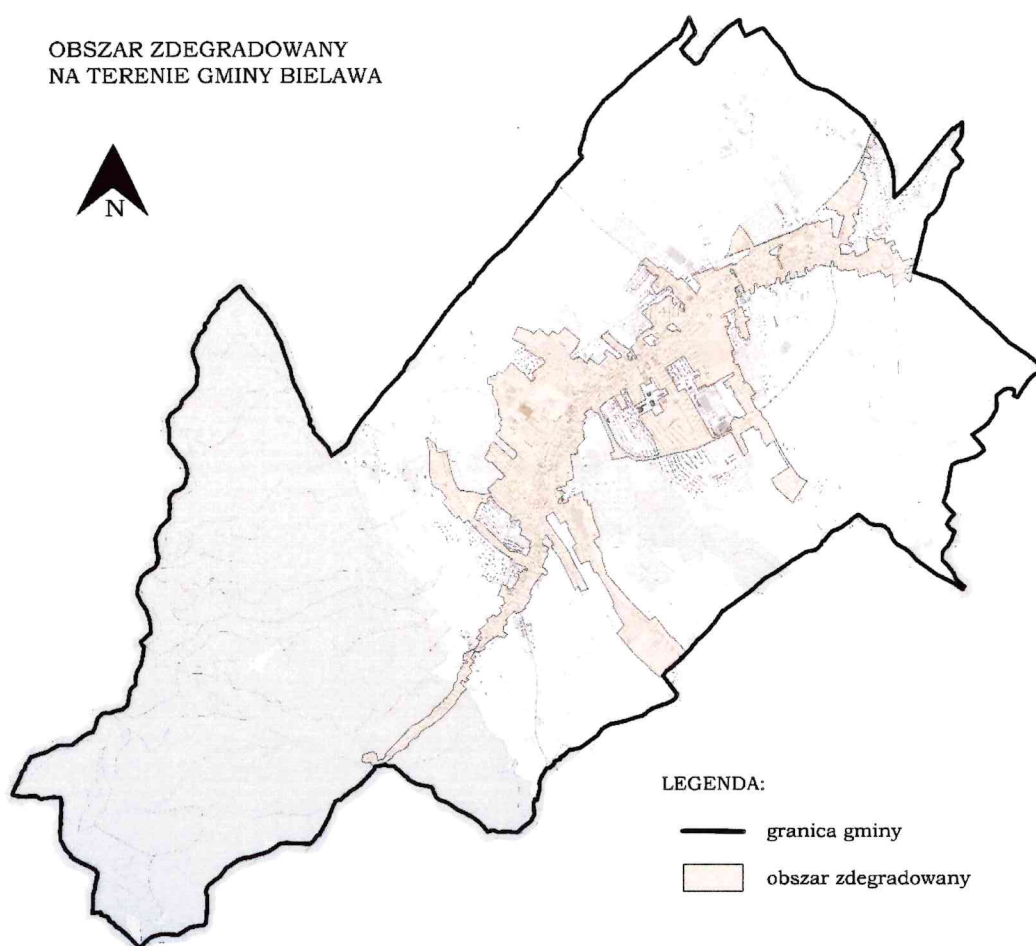 OBSZAR ZDEGRADOWANY
NA TERENIE GMINY BIELAWA
N
LEGENDA:
granica gminy
obszar zdegradowany